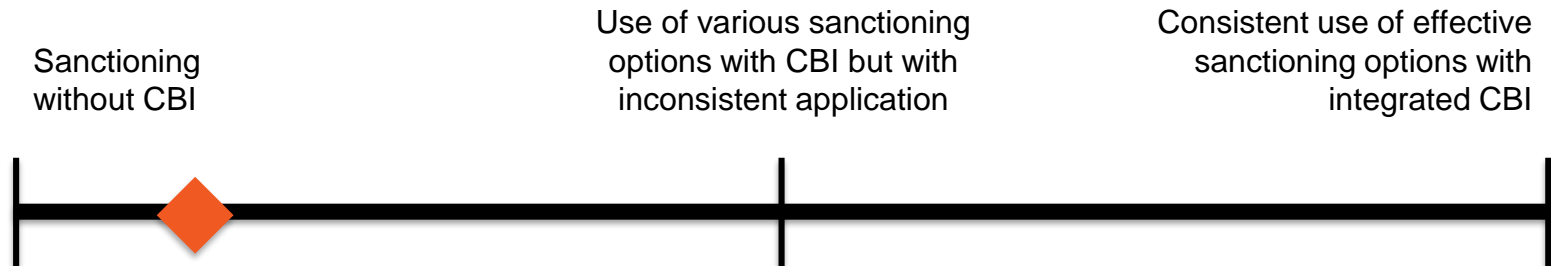 Sanctioning
without CBI
Use of various sanctioning
options with CBI but with
inconsistent application
Consistent use of effective
sanctioning options with
integrated CBI